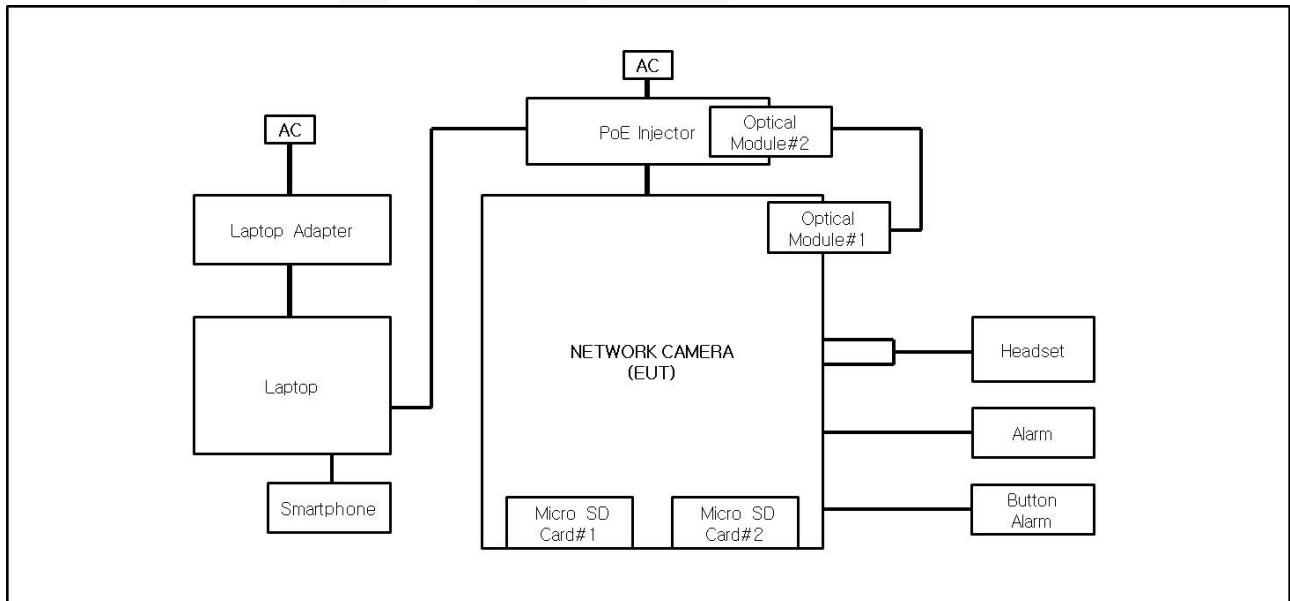 AC
PoE Injector
Optical
Module#2
AC
Laptop Adapter
Optical
Module#1
NETWORK CAMERA
(EUT)
Headset
Laptop
Alarm
Smartphone
Micro SD
Card#1
Micro SD
Card#2
Button
Alarm